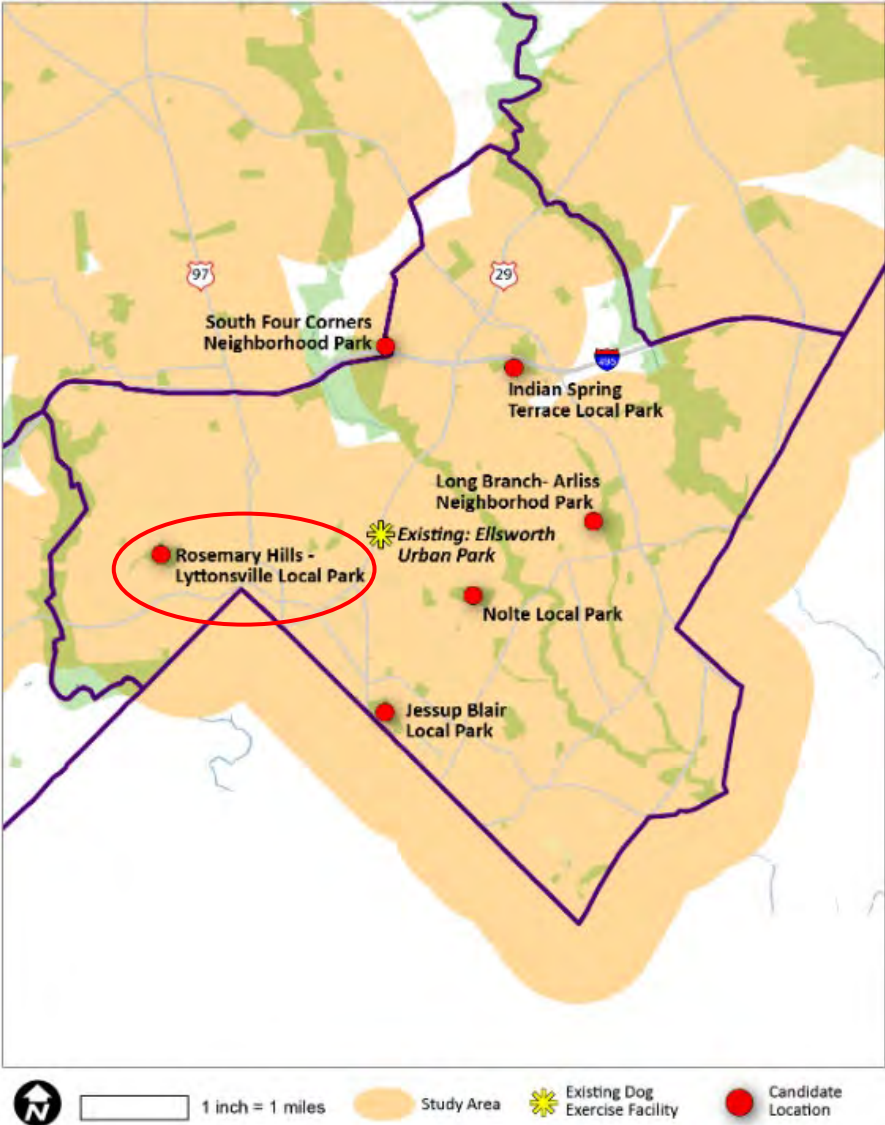 97
29
South Four Corners
Neighborhood Park
495
Indian Spring
Terrace Local Park
Long Branch- Arliss
Neighborhod Park
Existing: Ellsworth
Urban Park
Rosemary Hills -
Lyttonsville Local Park
Nolte Local Park
Jessup Blair
Local Park
N
1 inch = 1 miles
Study Area
Existing Dog
Exercise Facility
Candidate
Location